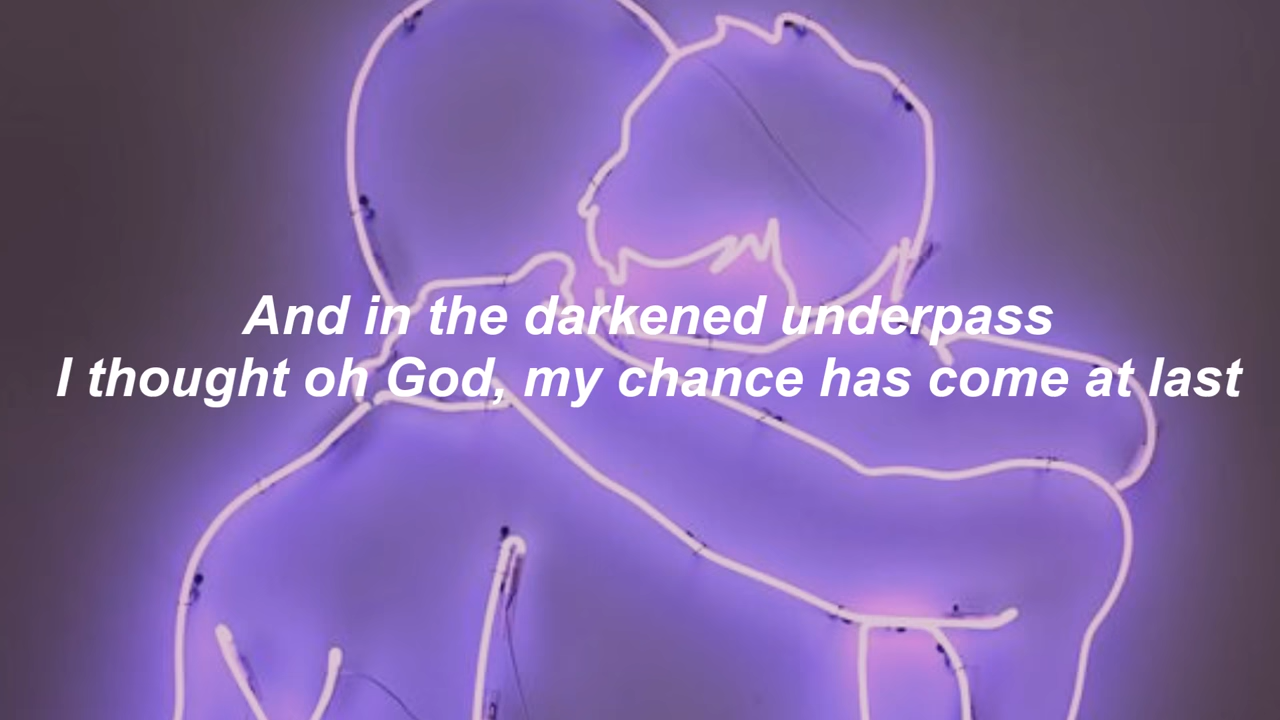 And in the darkened underpass
I thought oh God, my chance has come at last